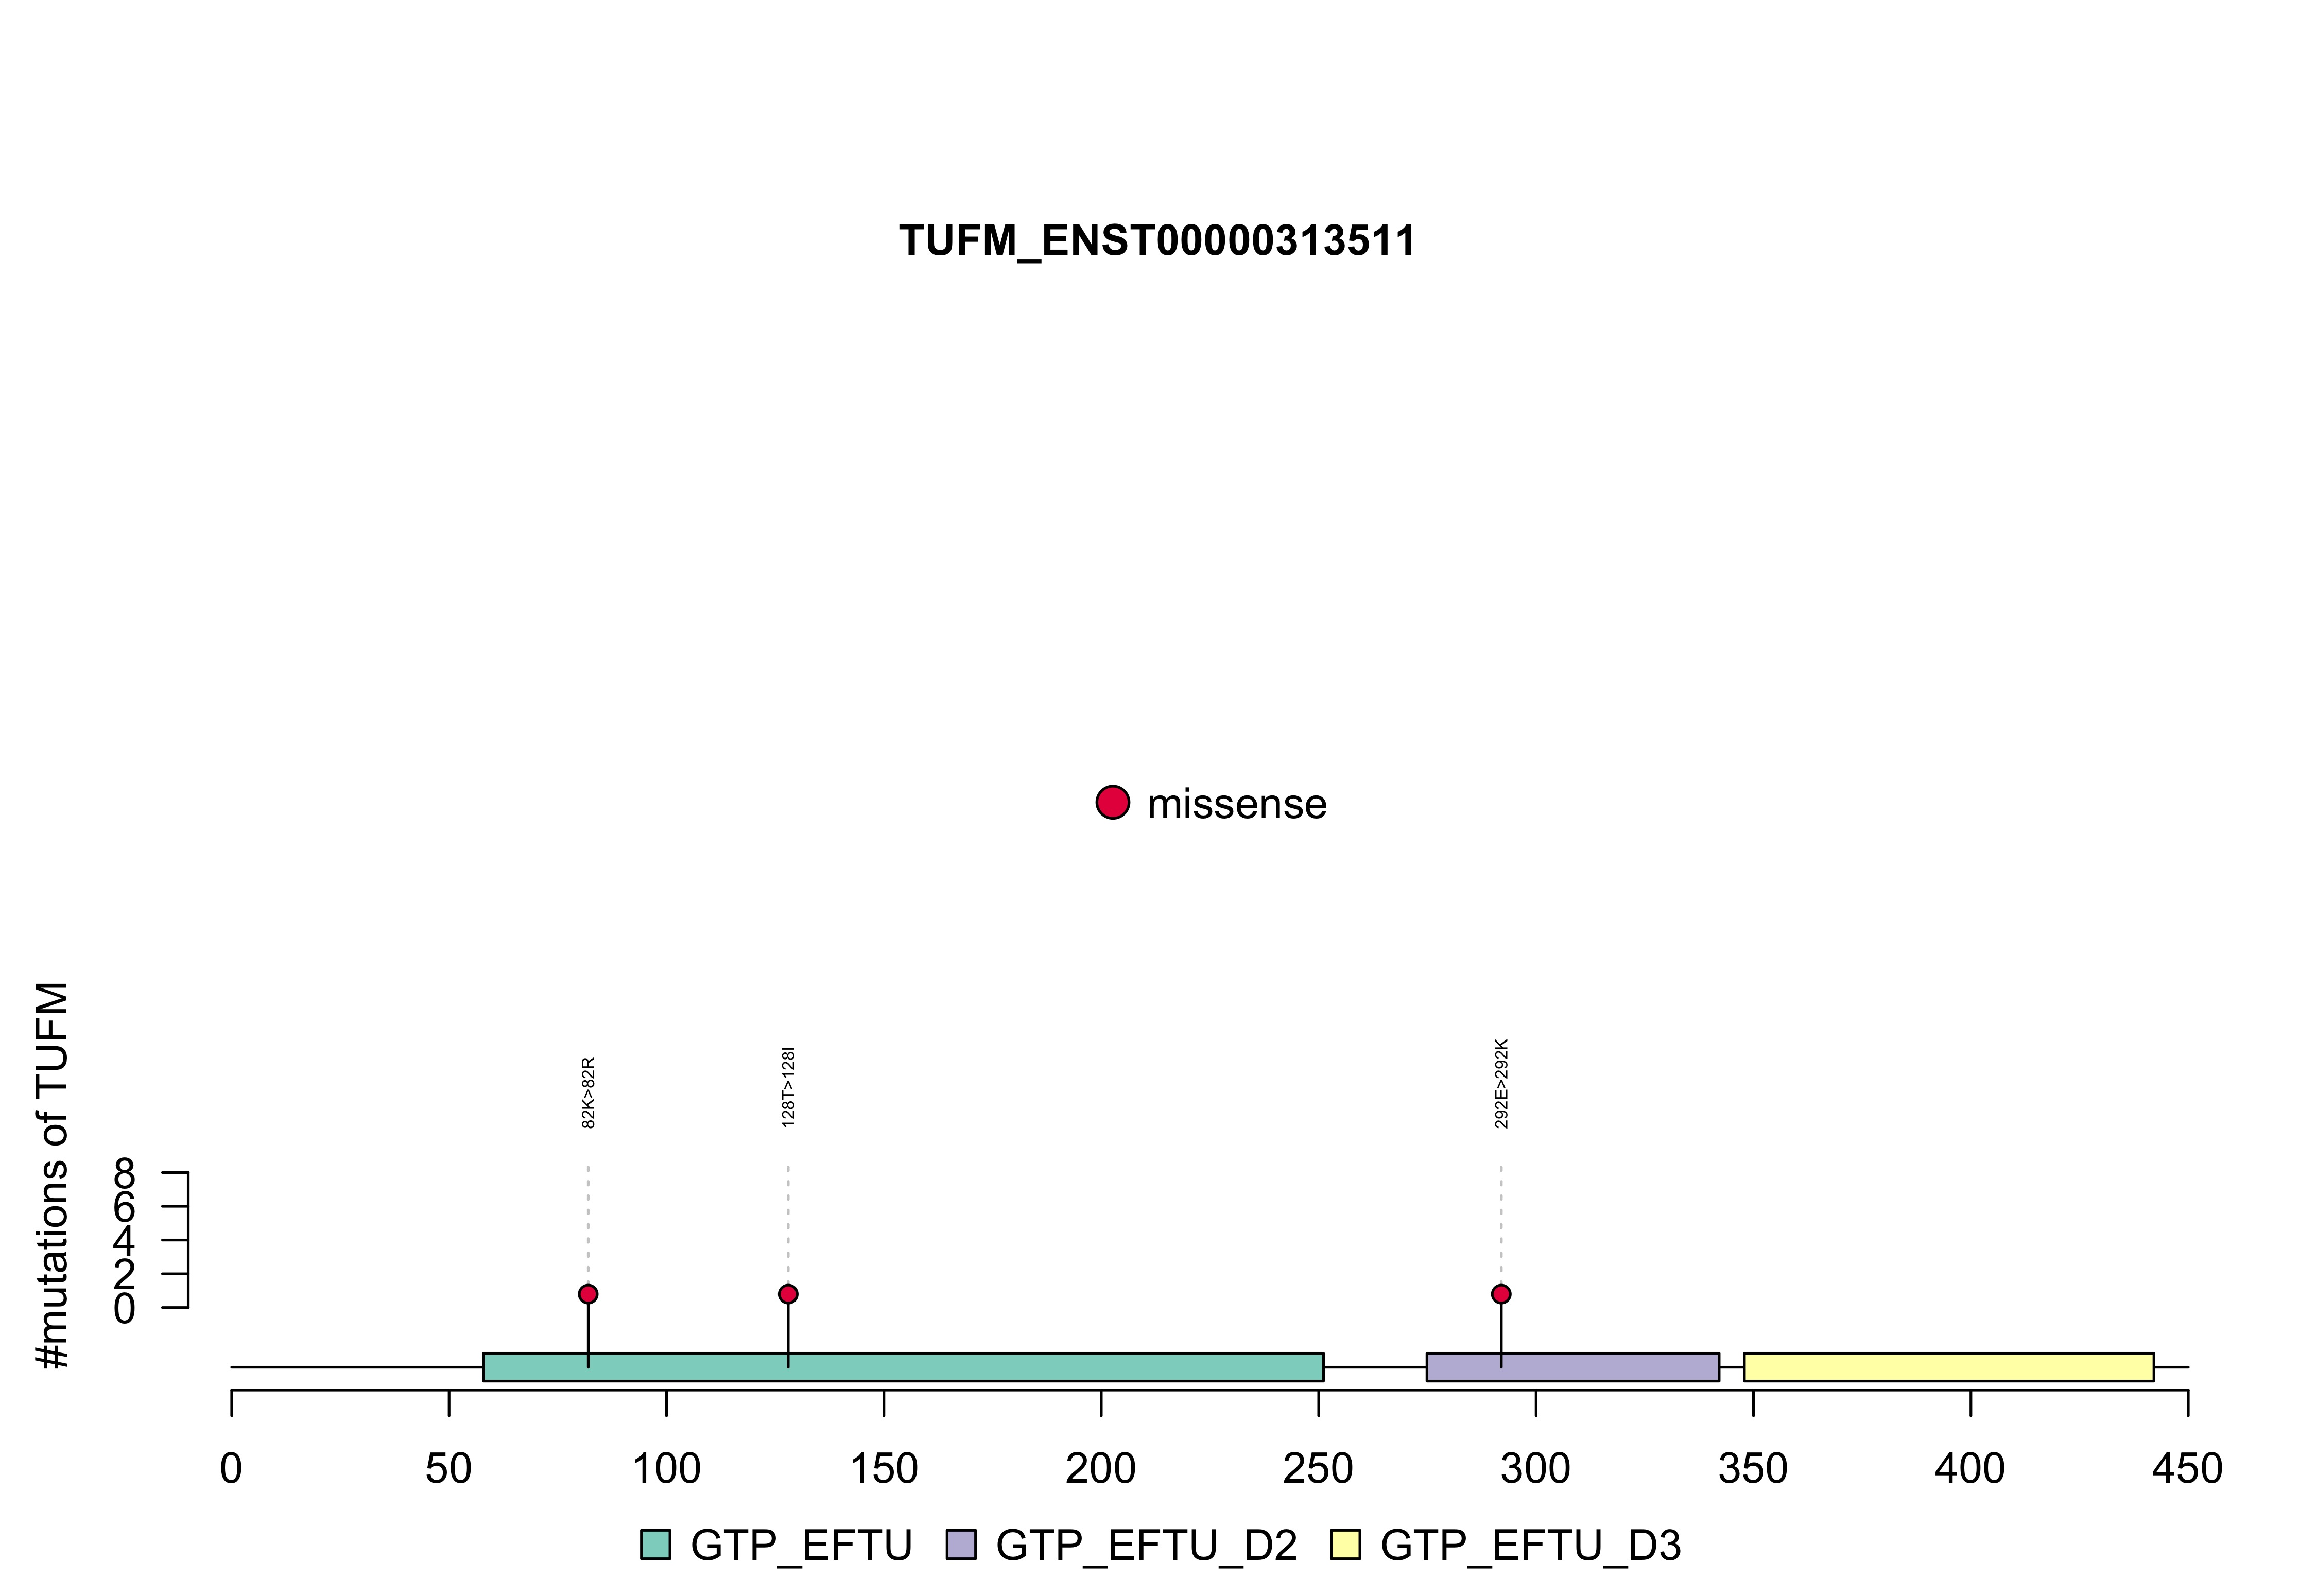 TUFM_ENST00000313511
missense
#mutations of TUFM
82K>82R
128T>128I
292E>292K
8
6
4
2
0
0 50 100 150 200 250 300 350 400 450
GTP_EFTU GTP_EFTU_D2 GTP_EFTU_D3